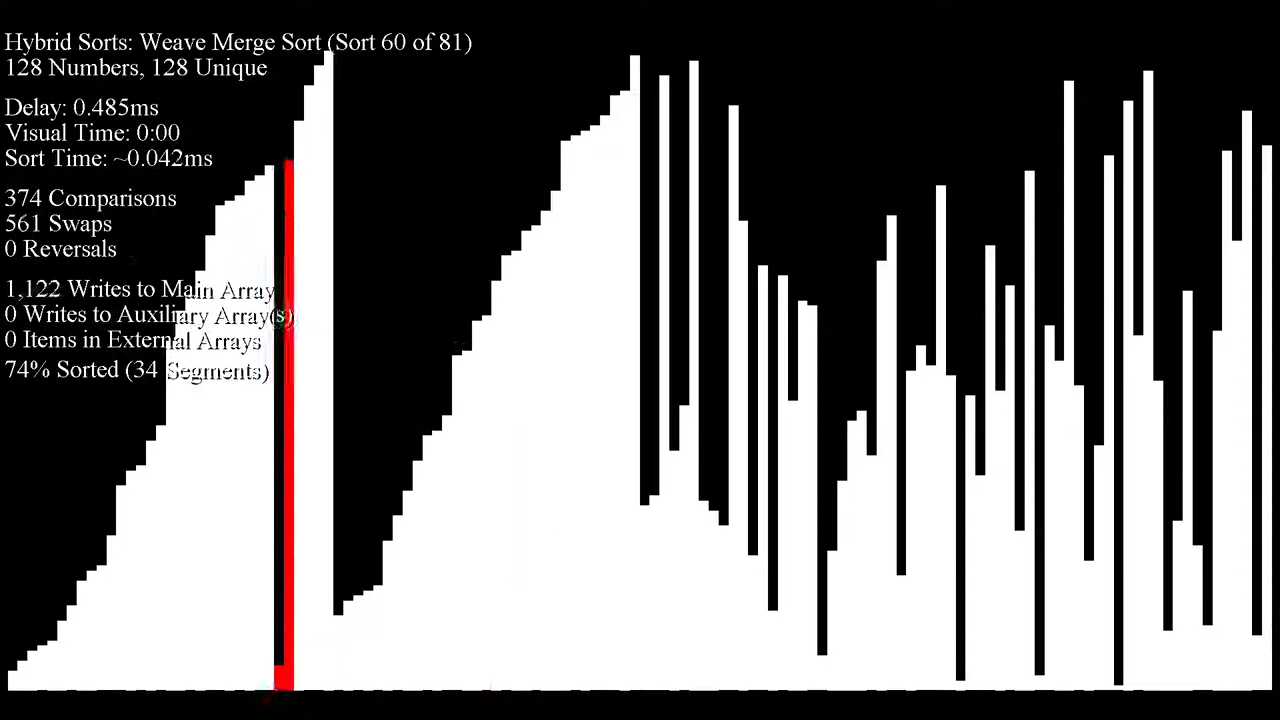 Hybrid Sorts: Weave Merge Sort (Sort 60 of 81)
128 Numbers, 128 Unique
Delay: 0.485ms
Visual Time: 0:00
Sort Time: ~0.042ms
374 Comparisons
561 Swaps
0 Reversals
1,122 Writes to Main Array
0 Writes to Auxiliary Array(s)
0 Items in External Arrays
74% Sorted (34 Segments)